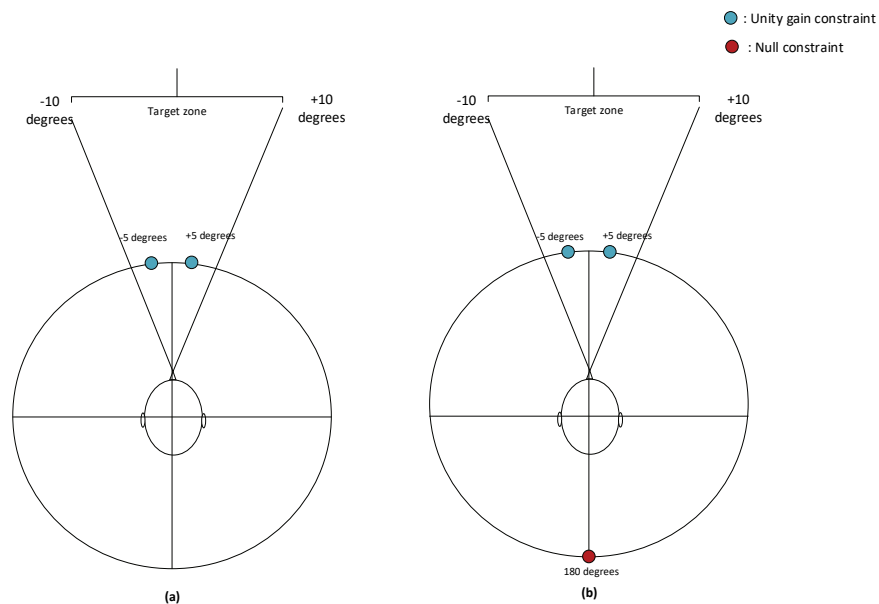 : Unity gain constraint
: Null constraint
-10
degrees
Target zone
+10
degrees
-5 degrees
+5 degrees
(a)
-10
degrees
Target zone
+10
degrees
-5 degrees
+5 degrees
180 degrees
(b)